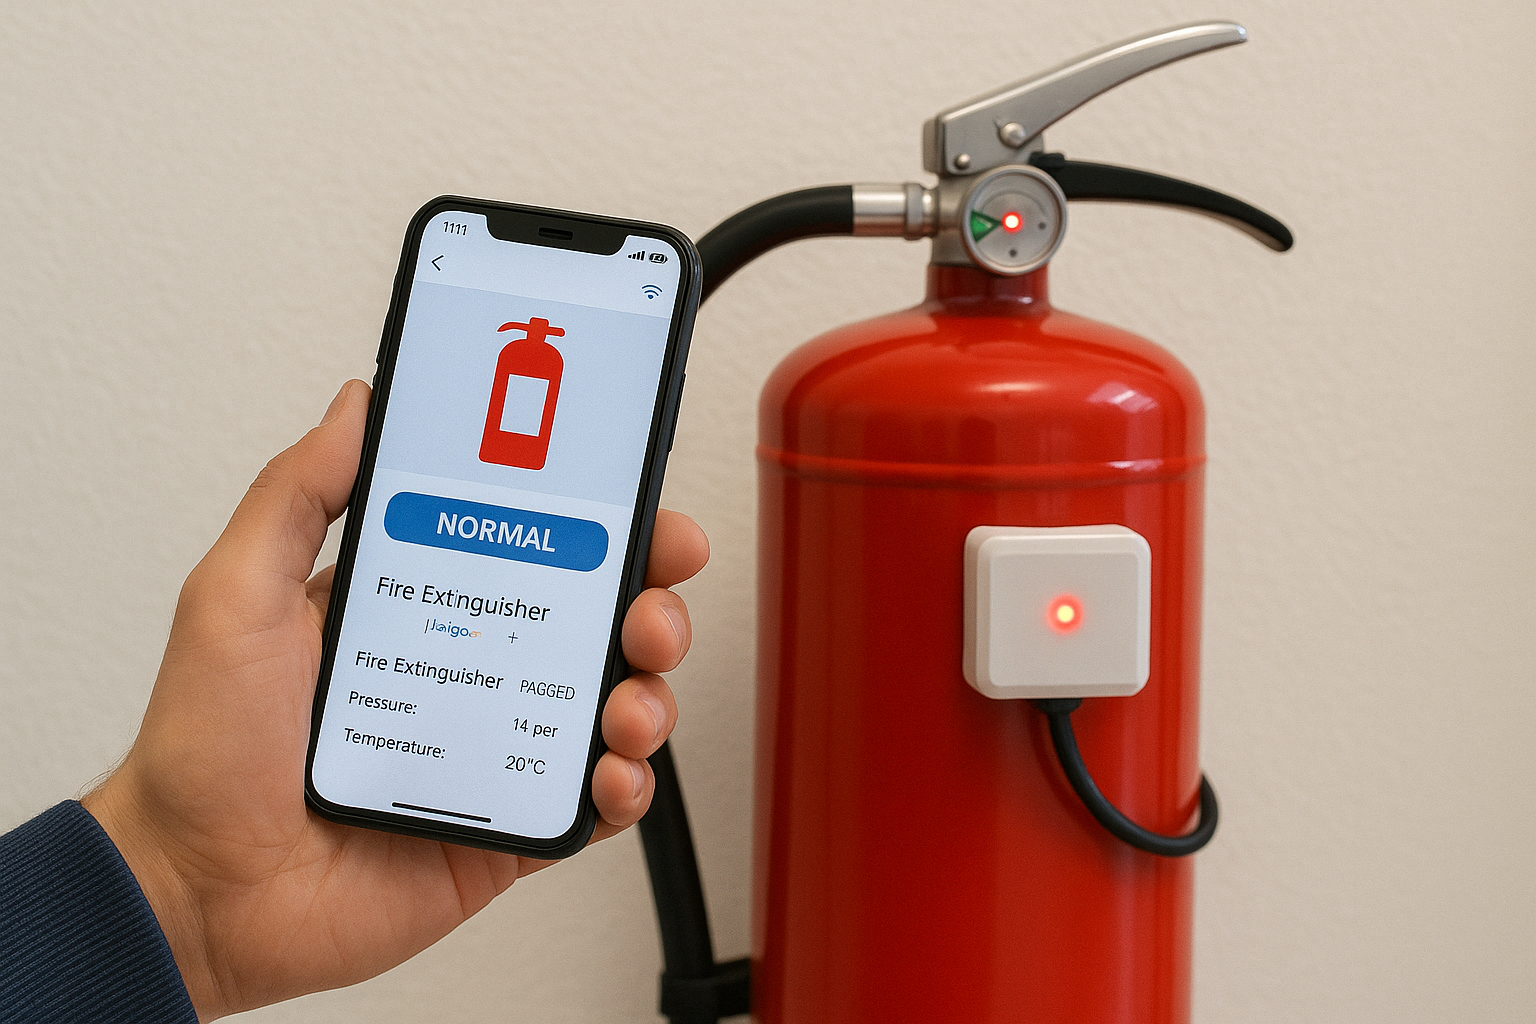 1111
NORMAL
Fire Extinguisher
+
Fire Extinguisher PAGGED
Pressure: 14 per
Temperature: 20"C